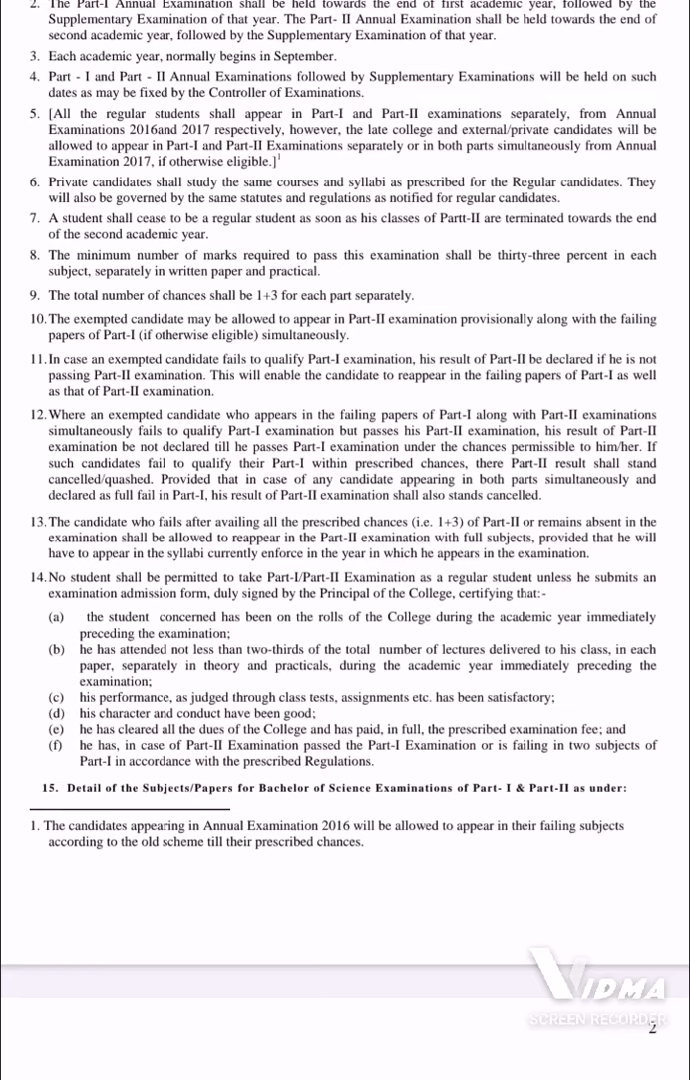 2. The Part-I Annual Examination shall be held towards the end of first academic year, followed by the
Supplementary Examination of that year. The Part- II Annual Examination shall be held towards the end of
second academic year, followed by the Supplementary Examination of that year.
3. Each academic year, normally begins in September.
4. Part - I and Part - II Annual Examinations followed by Supplementary Examinations will be held on such
dates as may be fixed by the Controller of Examinations.
5. [All the regular students shall appear in Part-I and Part-II examinations separately, from Annual
Examinations 2016and 2017 respectively, however, the late college and external/private candidates will be
allowed to appear in Part-I and Part-II Examinations separately or in both parts simultaneously from Annual
Examination 2017, if otherwise eligible.]1
6. Private candidates shall study the same courses and syllabi as prescribed for the Regular candidates. They
will also be governed by the same statutes and regulations as notified for regular candidates.
7. A student shall cease to be a regular student as soon as his classes of Partt-II are terminated towards the end
of the second academic year.
8. The minimum number of marks required to pass this examination shall be thirty-three percent in each
subject, separately in written paper and practical.
9. The total number of chances shall be 1+3 for each part separately.
10. The exempted candidate may be allowed to appear in Part-II examination provisionally along with the failing
papers of Part-I (if otherwise eligible) simultaneously.
11. In case an exempted candidate fails to qualify Part-I examination, his result of Part-II be declared if he is not
passing Part-II examination. This will enable the candidate to reappear in the failing papers of Part-I as well
as that of Part-II examination.
12. Where an exempted candidate who appears in the failing papers of Part-I along with Part-II examinations
simultaneously fails to qualify Part-I examination but passes his Part-II examination, his result of Part-II
examination be not declared till he passes Part-I examination under the chances permissible to him/her. If
such candidates fail to qualify their Part-I within prescribed chances, there Part-II result shall stand
cancelled/quashed. Provided that in case of any candidate appearing in both parts simultaneously and
declared as full fail in Part-I, his result of Part-II examination shall also stands cancelled.
13. The candidate who fails after availing all the prescribed chances (i.e. 1+3) of Part-II or remains absent in the
examination shall be allowed to reappear in the Part-II examination with full subjects, provided that he will
have to appear in the syllabi currently enforce in the year in which he appears in the examination.
14. No student shall be permitted to take Part-I/Part-II Examination as a regular student unless he submits an
examination admission form, duly signed by the Principal of the College, certifying that:-
(a) the student concerned has been on the rolls of the College during the academic year immediately
preceding the examination;
(b) he has attended not less than two-thirds of the total number of lectures delivered to his class, in each
paper, separately in theory and practicals, during the academic year immediately preceding the
examination;
(c) his performance, as judged through class tests, assignments etc. has been satisfactory;
(d) his character and conduct have been good;
(e) he has cleared all the dues of the College and has paid, in full, the prescribed examination fee; and
(f) he has, in case of Part-II Examination passed the Part-I Examination or is failing in two subjects of
Part-I in accordance with the prescribed Regulations.
15. Detail of the Subjects/Papers for Bachelor of Science Examinations of Part- I & Part-II as under:
1. The candidates appearing in Annual Examination 2016 will be allowed to appear in their failing subjects
according to the old scheme till their prescribed chances.
VIDMA
SCREEN RECORDER
2